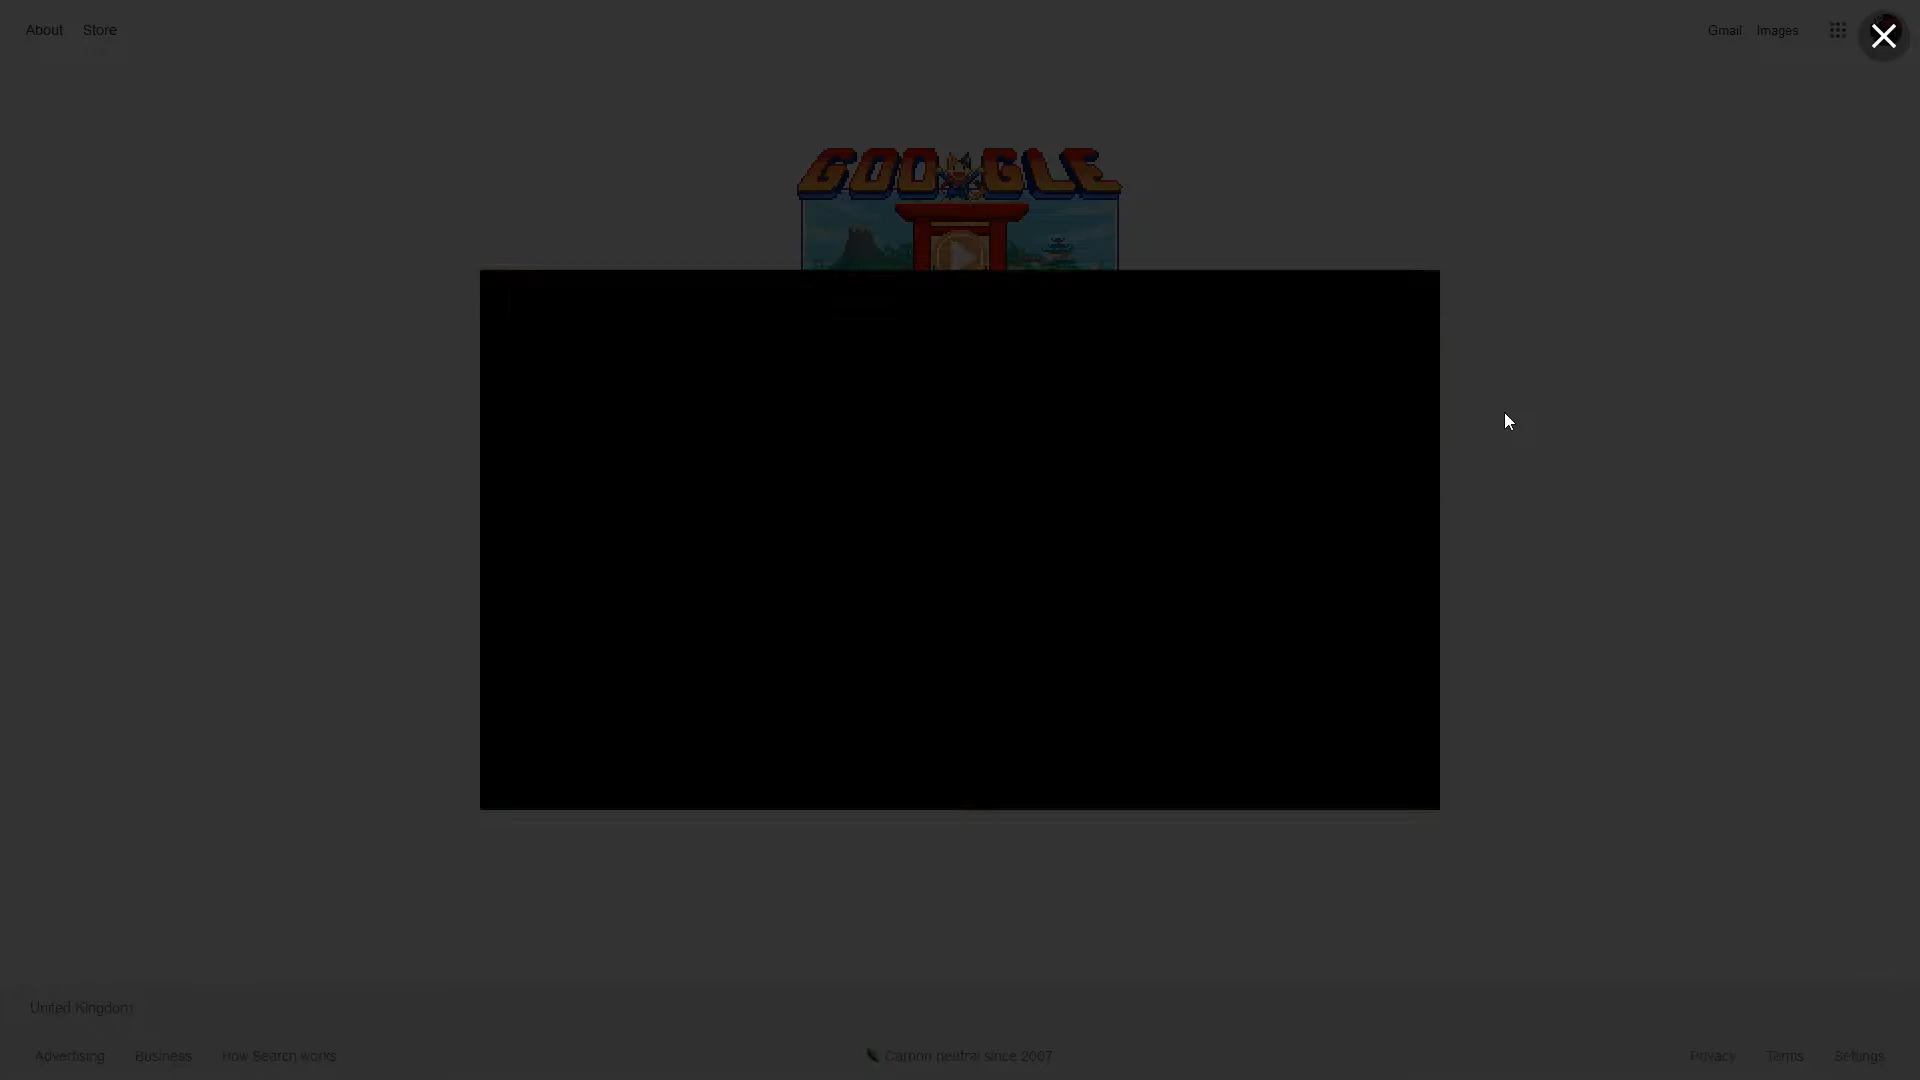 About Store
Gmail Images
GOOGLE
United Kingdom
Advertising Business How Search works
Carbon neutral since 2007
Privacy Terms Settings